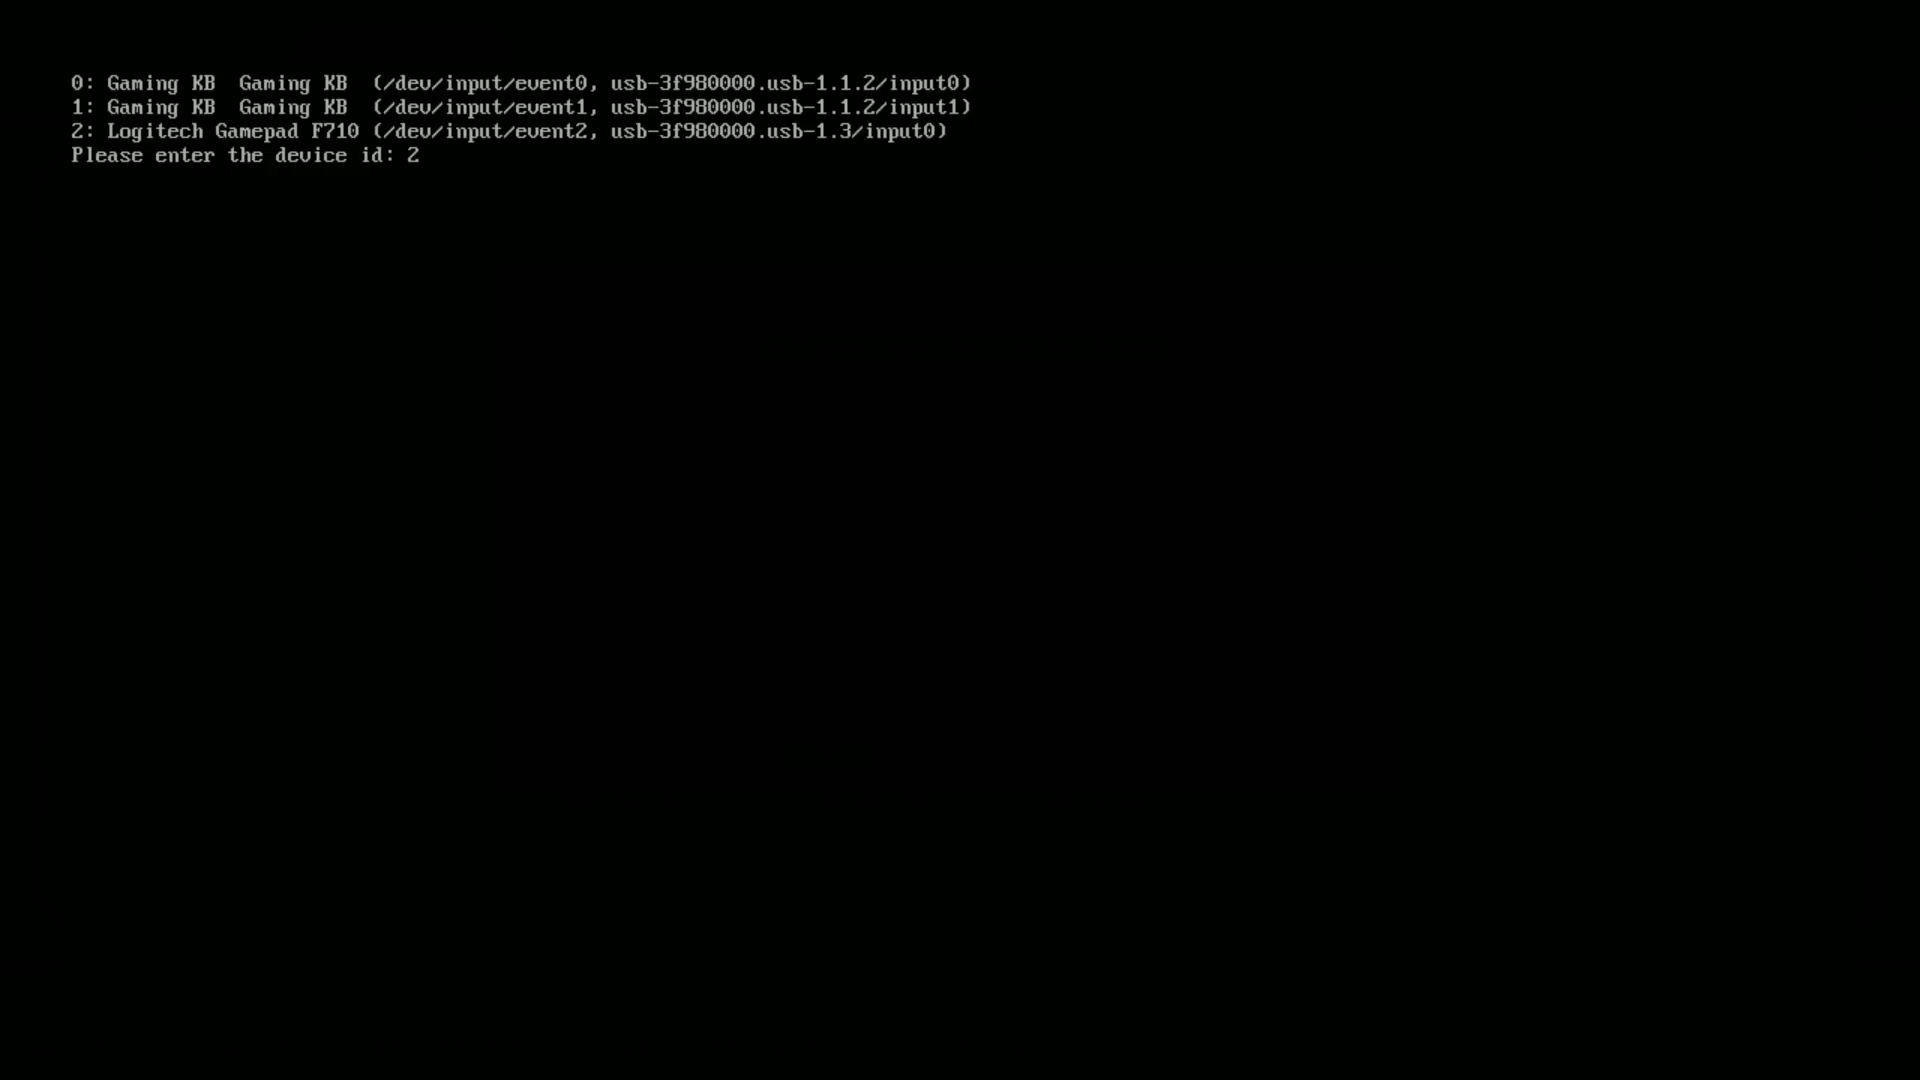 0: Gaming KB  Gaming KB  (/dev/input/event0, usb-3f980000.usb-1.1.2/input0)
1: Gaming KB  Gaming KB  (/dev/input/event1, usb-3f980000.usb-1.1.2/input1)
2: Logitech Gamepad F710 (/dev/input/event2, usb-3f980000.usb-1.3/input0)
Please enter the device id: 2